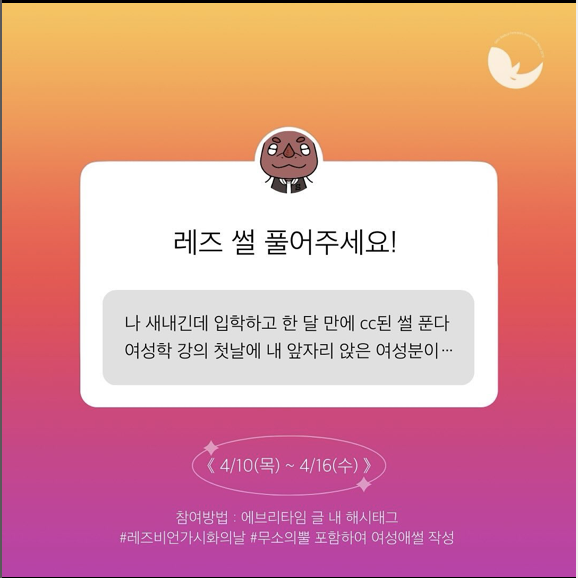 레즈 썰 풀어주세요!
나 새내긴데 입학하고 한 달 만에 cc된 썰 푼다
여성학 강의 첫날에 내 앞자리 앉은 여성분이…
《 4/10(목) ~ 4/16(수) 》
참여방법 : 에브리타임 글 내 해시태그
#레즈비언가시화의날 #무소의뿔 포함하여 여성애썰 작성